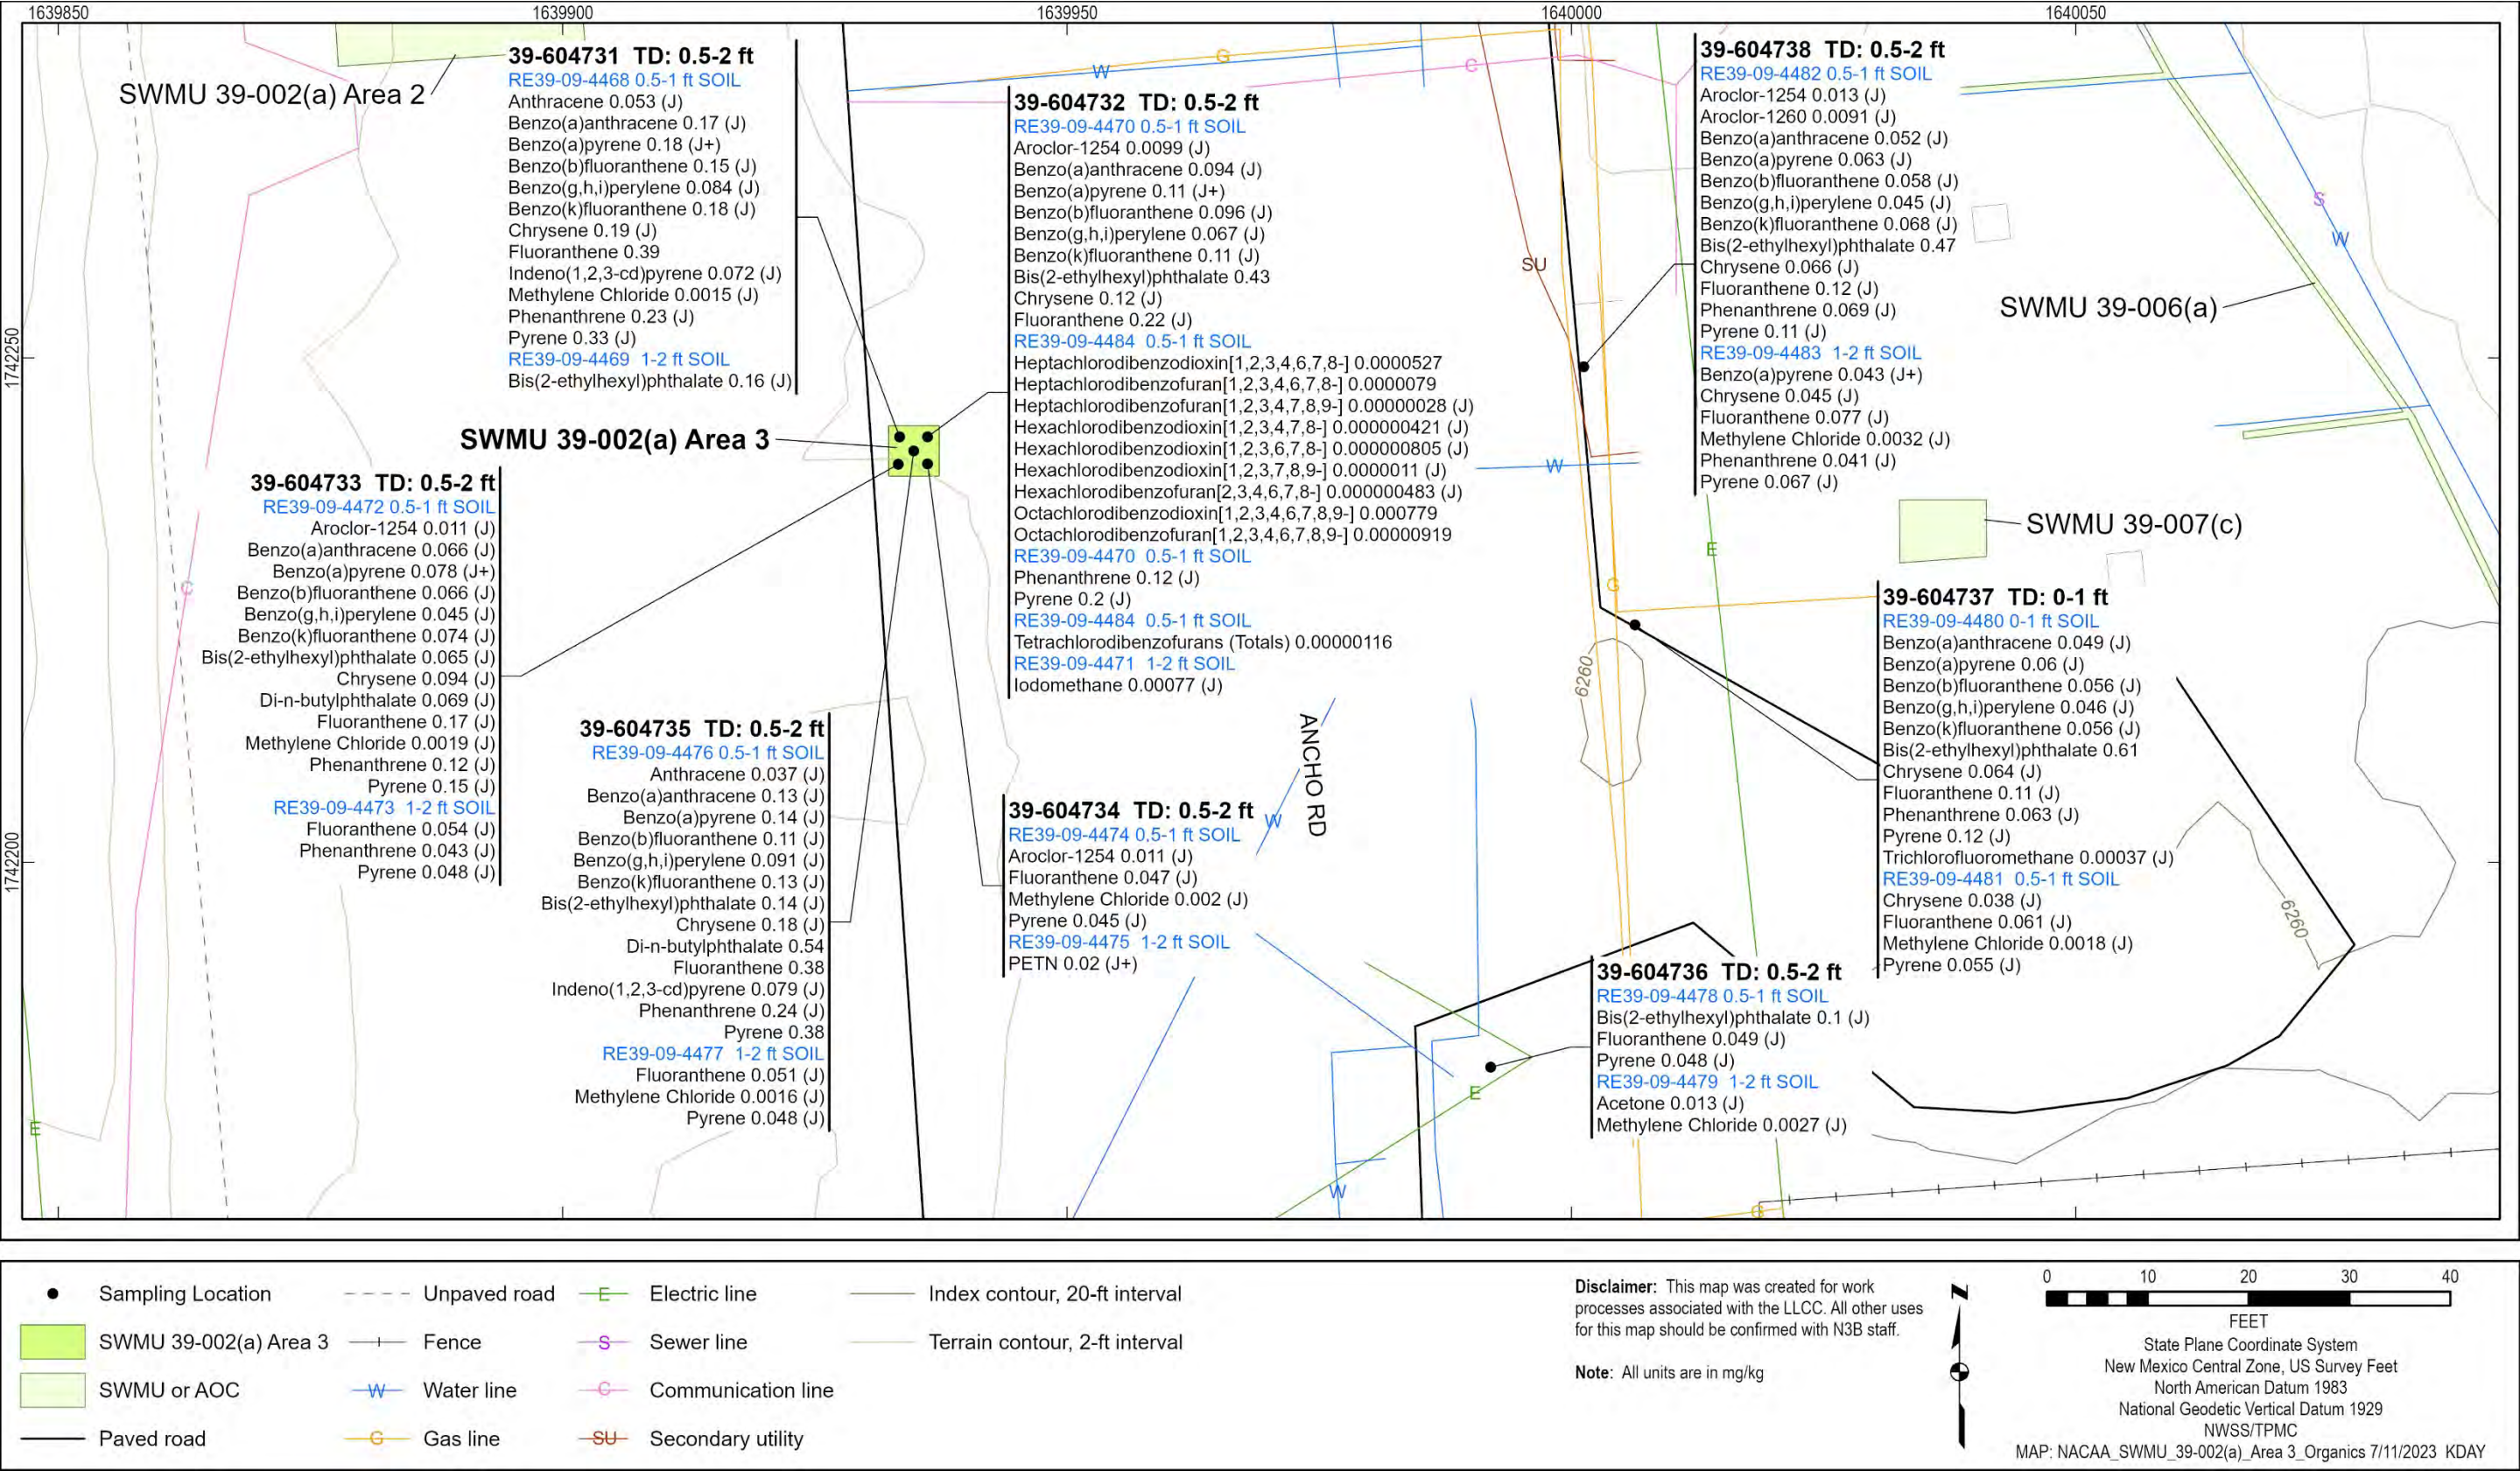 1639850
1639900
1639950
1640000
1640050
1742250
1742200
SWMU 39-002(a) Area 2
39-604731 TD: 0.5-2 ft
RE39-09-4468 0.5-1 ft SOIL
Anthracene 0.053 (J)
Benzo(a)anthracene 0.17 (J)
Benzo(a)pyrene 0.18 (J+)
Benzo(b)fluoranthene 0.15 (J)
Benzo(g,h,i)perylene 0.084 (J)
Benzo(k)fluoranthene 0.18 (J)
Chrysene 0.19 (J)
Fluoranthene 0.39
Indeno(1,2,3-cd)pyrene 0.072 (J)
Methylene Chloride 0.0015 (J)
Phenanthrene 0.23 (J)
Pyrene 0.33 (J)
RE39-09-4469 1-2 ft SOIL
Bis(2-ethylhexyl)phthalate 0.16 (J)
39-604732 TD: 0.5-2 ft
RE39-09-4470 0.5-1 ft SOIL
Aroclor-1254 0.0099 (J)
Benzo(a)anthracene 0.094 (J)
Benzo(a)pyrene 0.11 (J+)
Benzo(b)fluoranthene 0.096 (J)
Benzo(g,h,i)perylene 0.067 (J)
Benzo(k)fluoranthene 0.11 (J)
Bis(2-ethylhexyl)phthalate 0.43
Chrysene 0.12 (J)
Fluoranthene 0.22 (J)
RE39-09-4484 0.5-1 ft SOIL
Heptachlorodibenzodioxin[1,2,3,4,6,7,8-] 0.0000527
Heptachlorodibenzofuran[1,2,3,4,6,7,8-] 0.0000079
Heptachlorodibenzofuran[1,2,3,4,7,8,9-] 0.00000028 (J)
Hexachlorodibenzodioxin[1,2,3,4,7,8-] 0.000000421 (J)
Hexachlorodibenzodioxin[1,2,3,6,7,8-] 0.000000805 (J)
Hexachlorodibenzodioxin[1,2,3,7,8,9-] 0.0000011 (J)
Hexachlorodibenzofuran[2,3,4,6,7,8-] 0.000000483 (J)
Octachlorodibenzodioxin[1,2,3,4,6,7,8,9-] 0.000779
Octachlorodibenzofuran[1,2,3,4,6,7,8,9-] 0.00000919
RE39-09-4470 0.5-1 ft SOIL
Phenanthrene 0.12 (J)
Pyrene 0.2 (J)
RE39-09-4484 0.5-1 ft SOIL
Tetrachlorodibenzofurans (Totals) 0.00000116
RE39-09-4471 1-2 ft SOIL
Iodomethane 0.00077 (J)
39-604738 TD: 0.5-2 ft
RE39-09-4482 0.5-1 ft SOIL
Aroclor-1254 0.013 (J)
Aroclor-1260 0.0091 (J)
Benzo(a)anthracene 0.052 (J)
Benzo(a)pyrene 0.063 (J)
Benzo(b)fluoranthene 0.058 (J)
Benzo(g,h,i)perylene 0.045 (J)
Benzo(k)fluoranthene 0.068 (J)
Bis(2-ethylhexyl)phthalate 0.47
Chrysene 0.066 (J)
Fluoranthene 0.12 (J)
Phenanthrene 0.069 (J)
Pyrene 0.11 (J)
RE39-09-4483 1-2 ft SOIL
Benzo(a)pyrene 0.043 (J+)
Chrysene 0.045 (J)
Fluoranthene 0.077 (J)
Methylene Chloride 0.0032 (J)
Phenanthrene 0.041 (J)
Pyrene 0.067 (J)
W
G
C
SU
S
W
SWMU 39-006(a)
SWMU 39-002(a) Area 3
W
SWMU 39-007(c)
E
G
C
39-604733 TD: 0.5-2 ft
RE39-09-4472 0.5-1 ft SOIL
Aroclor-1254 0.011 (J)
Benzo(a)anthracene 0.066 (J)
Benzo(a)pyrene 0.078 (J+)
Benzo(b)fluoranthene 0.066 (J)
Benzo(g,h,i)perylene 0.045 (J)
Benzo(k)fluoranthene 0.074 (J)
Bis(2-ethylhexyl)phthalate 0.065 (J)
Chrysene 0.094 (J)
Di-n-butylphthalate 0.069 (J)
Fluoranthene 0.17 (J)
Methylene Chloride 0.0019 (J)
Phenanthrene 0.12 (J)
Pyrene 0.15 (J)
RE39-09-4473 1-2 ft SOIL
Fluoranthene 0.054 (J)
Phenanthrene 0.043 (J)
Pyrene 0.048 (J)
39-604735 TD: 0.5-2 ft
RE39-09-4476 0.5-1 ft SOIL
Anthracene 0.037 (J)
Benzo(a)anthracene 0.13 (J)
Benzo(a)pyrene 0.14 (J)
Benzo(b)fluoranthene 0.11 (J)
Benzo(g,h,i)perylene 0.091 (J)
Benzo(k)fluoranthene 0.13 (J)
Bis(2-ethylhexyl)phthalate 0.14 (J)
Chrysene 0.18 (J)
Di-n-butylphthalate 0.54
Fluoranthene 0.38
Indeno(1,2,3-cd)pyrene 0.079 (J)
Phenanthrene 0.24 (J)
Pyrene 0.38
RE39-09-4477 1-2 ft SOIL
Fluoranthene 0.051 (J)
Methylene Chloride 0.0016 (J)
Pyrene 0.048 (J)
39-604734 TD: 0.5-2 ft
RE39-09-4474 0.5-1 ft SOIL
Aroclor-1254 0.011 (J)
Fluoranthene 0.047 (J)
Methylene Chloride 0.002 (J)
Pyrene 0.045 (J)
RE39-09-4475 1-2 ft SOIL
PETN 0.02 (J+)
W
ANCHO RD
6260
39-604737 TD: 0-1 ft
RE39-09-4480 0-1 ft SOIL
Benzo(a)anthracene 0.049 (J)
Benzo(a)pyrene 0.06 (J)
Benzo(b)fluoranthene 0.056 (J)
Benzo(g,h,i)perylene 0.046 (J)
Benzo(k)fluoranthene 0.056 (J)
Bis(2-ethylhexyl)phthalate 0.61
Chrysene 0.064 (J)
Fluoranthene 0.11 (J)
Phenanthrene 0.063 (J)
Pyrene 0.12 (J)
Trichlorofluoromethane 0.00037 (J)
RE39-09-4481 0.5-1 ft SOIL
Chrysene 0.038 (J)
Fluoranthene 0.061 (J)
Methylene Chloride 0.0018 (J)
Pyrene 0.055 (J)
6260
39-604736 TD: 0.5-2 ft
RE39-09-4478 0.5-1 ft SOIL
Bis(2-ethylhexyl)phthalate 0.1 (J)
Fluoranthene 0.049 (J)
Pyrene 0.048 (J)
RE39-09-4479 1-2 ft SOIL
Acetone 0.013 (J)
Methylene Chloride 0.0027 (J)
E
E
W
G
Sampling Location
SWMU 39-002(a) Area 3
SWMU or AOC
Paved road
Unpaved road
Fence
W Water line
G Gas line
E Electric line
S Sewer line
C Communication line
SU Secondary utility
Index contour, 20-ft interval
Terrain contour, 2-ft interval
Disclaimer: This map was created for work
processes associated with the LLCC. All other uses
for this map should be confirmed with N3B staff.
Note: All units are in mg/kg
N
0 10 20 30 40
FEET
State Plane Coordinate System
New Mexico Central Zone, US Survey Feet
North American Datum 1983
National Geodetic Vertical Datum 1929
NWSS/TPMC
MAP: NACAA_SWMU_39-002(a)_Area 3_Organics 7/11/2023 KDAY